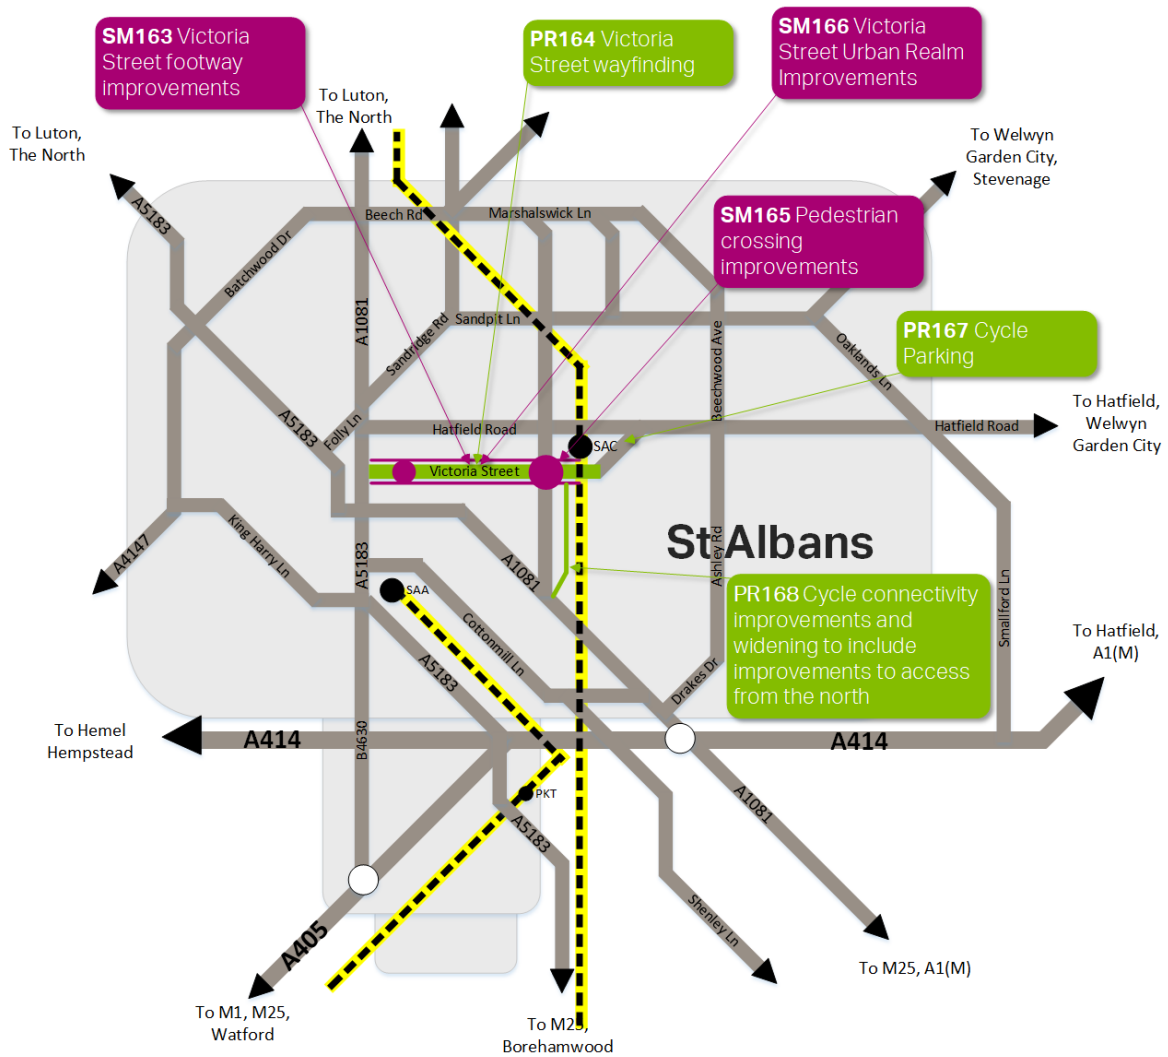 SM163 Victoria
Street footway
improvements
PR164 Victoria
Street wayfinding
SM166 Victoria
Street Urban Realm
Improvements
To Luton,
The North
To Luton,
The North
To Welwyn
Garden City,
Stevenage
A5183
Beech Rd
Marshalswick Ln
SM165 Pedestrian
crossing
improvements
Batchwood Dr
A1081
Sandridge Rd
Sandpit Ln
Beechwood Ave
Oaklands Ln
PR167 Cycle
Parking
A5183
Folly Ln
Hatfield Road
Hatfield Road
To Hatfield,
Welwyn
Garden City
SAC
Victoria Street
St Albans
King Harry Ln
A4147
A5183
SAA
A1081
Ashley Rd
PR168 Cycle connectivity
improvements and
widening to include
improvements to access
from the north
Smallford Ln
Cottonmill Ln
A5183
Drakes Dr
To Hatfield,
A1(M)
To Hemel
Hempstead
A414
B4630
A414
PKT
A5183
A1081
Shenley Ln
A405
To M25, A1(M)
To M1, M25,
Watford
To M25,
Borehamwood